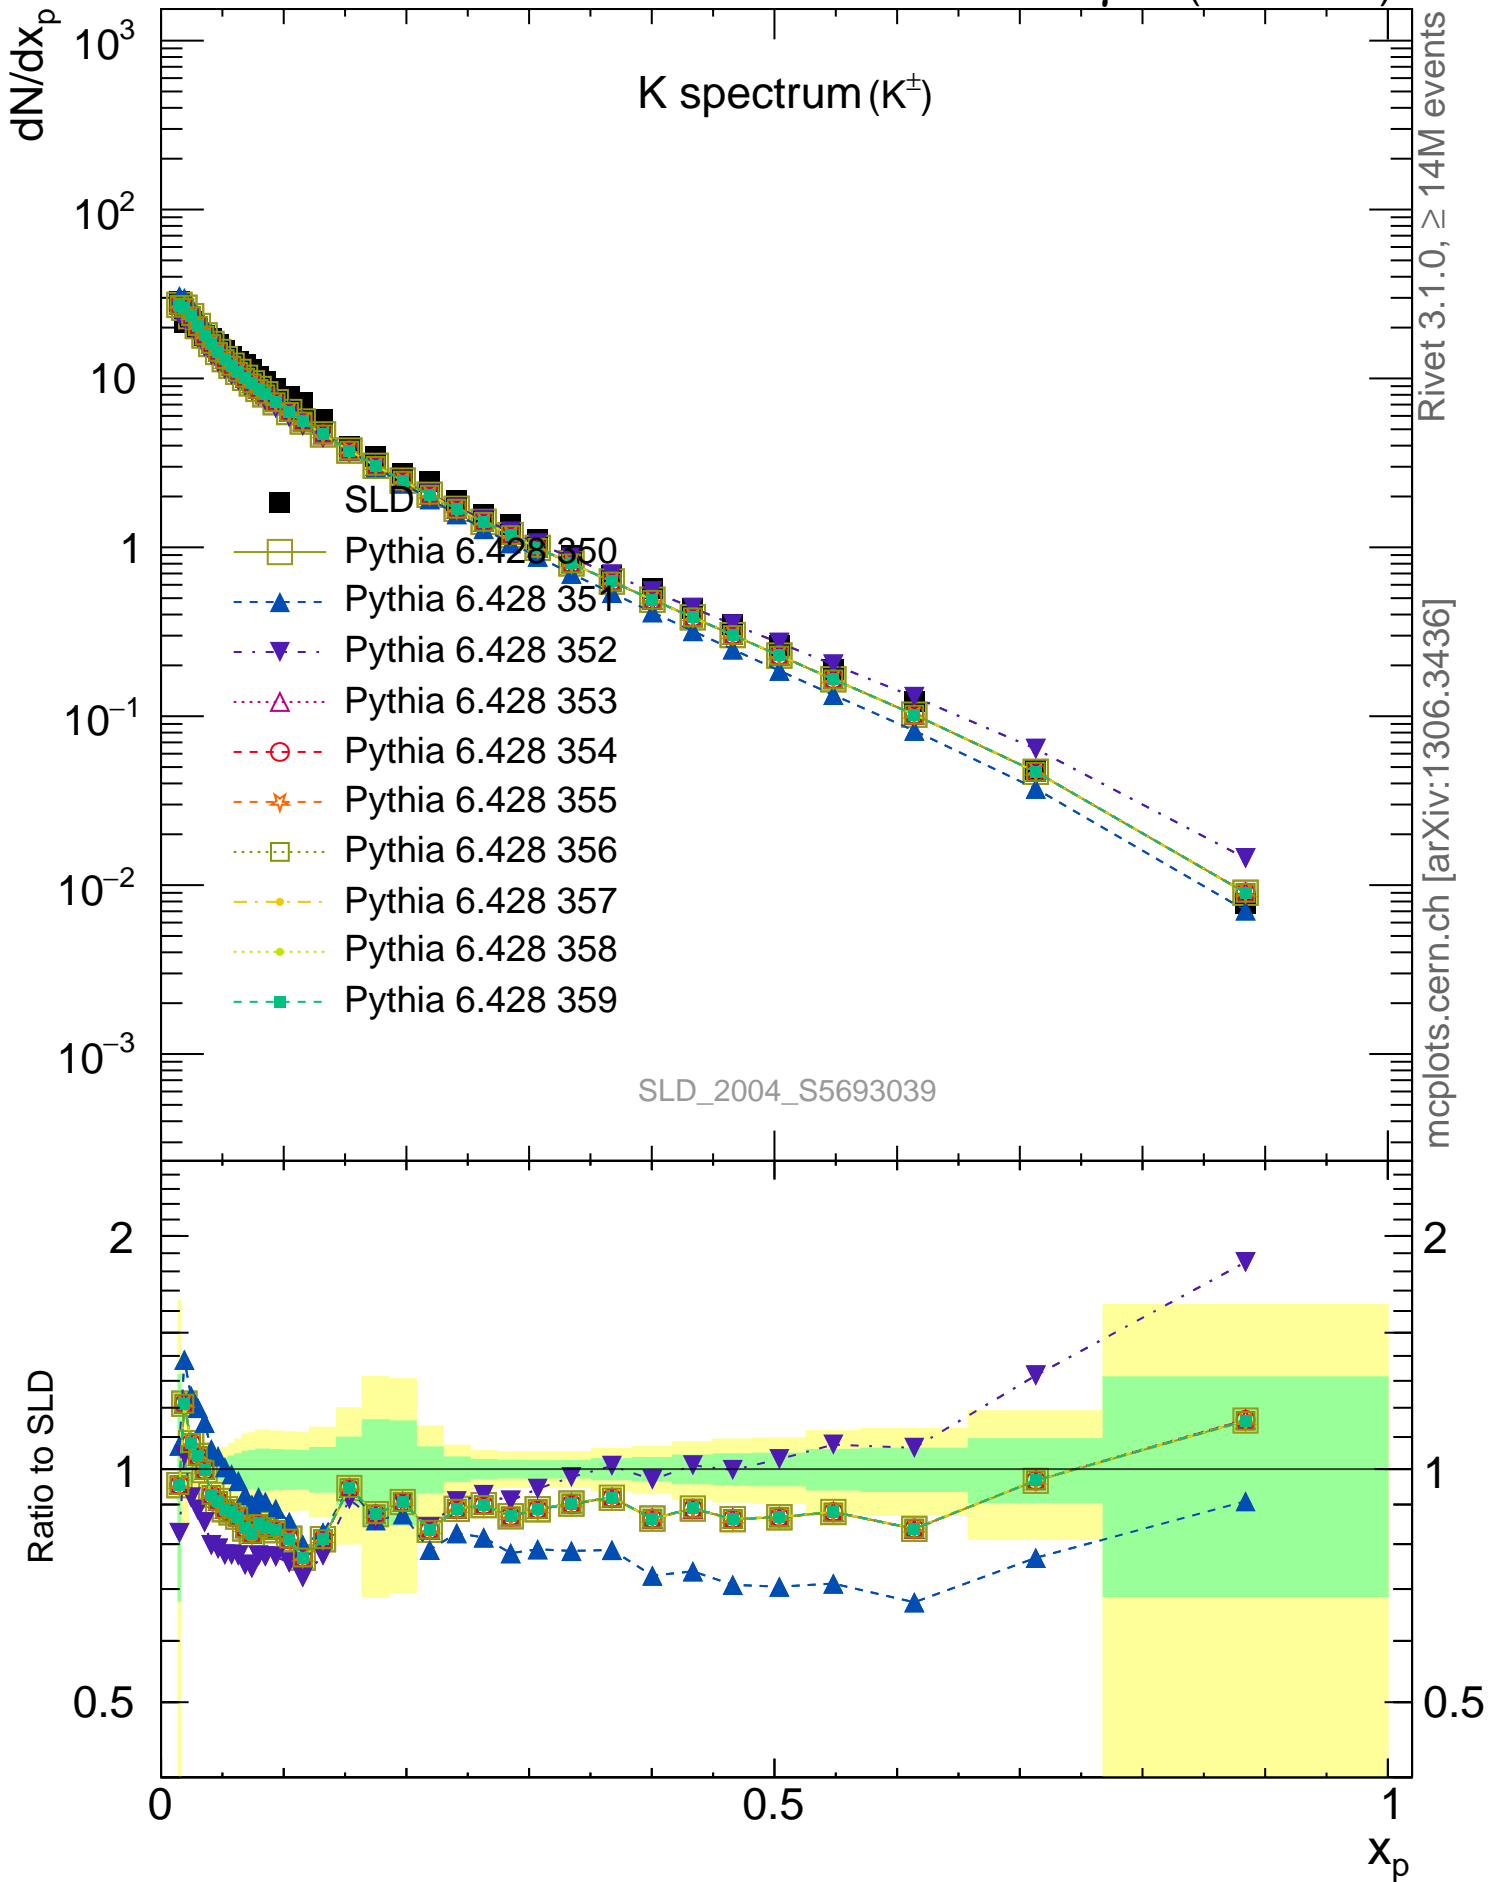 dN/dx_p
10^3
10^2
10
1
10^−1
10^−2
10^−3
K spectrum (K^±)
SLD
Pythia 6.428 350
Pythia 6.428 351
Pythia 6.428 352
Pythia 6.428 353
Pythia 6.428 354
Pythia 6.428 355
Pythia 6.428 356
Pythia 6.428 357
Pythia 6.428 358
Pythia 6.428 359
SLD_2004_S5693039
Rivet 3.1.0, ≥ 14M events
mcplots.cern.ch [arXiv:1306.3436]
Ratio to SLD
2
1
0.5
2
1
0.5
0
0.5
1
x_p